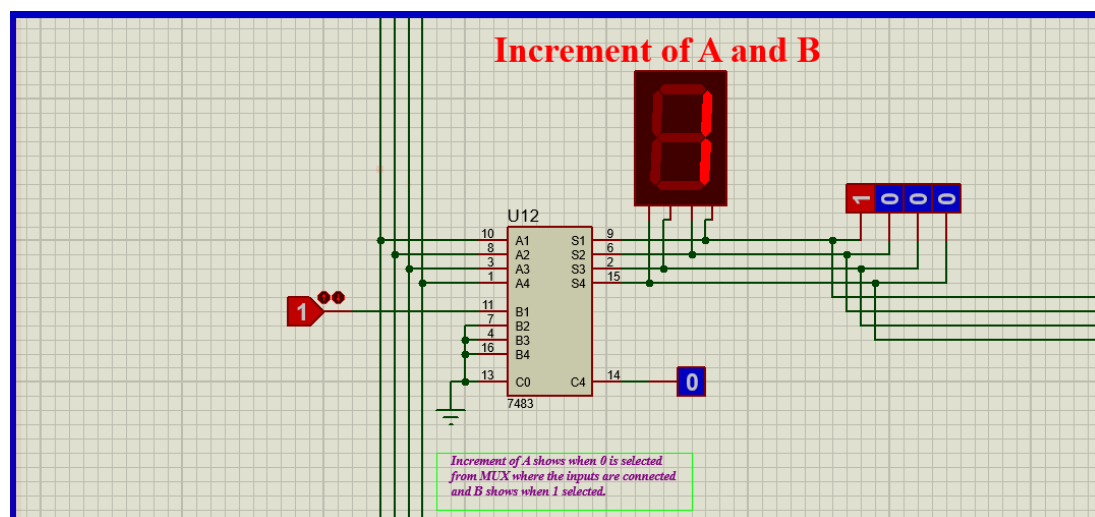 Increment of A and B
1
1 0 0 0
U12
10 A1 S1 9
8 A2 S2 6
3 A3 S3 2
1 A4 S4 15
1
11 B1
7 B2
4 B3
16 B4
13 C0 C4 14
0
7483
Increment of A shows when 0 is selected
from MUX where the inputs are connected
and B shows when 1 selected.